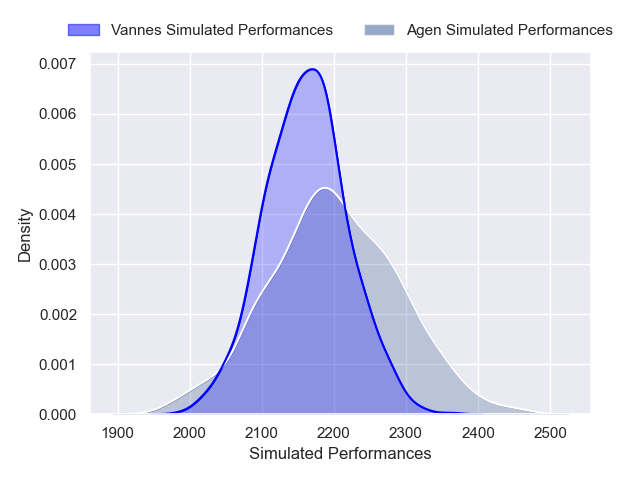 Vannes Simulated Performances Agen Simulated Performances
0.007
0.006
0.005
0.004
0.003
0.002
0.001
0.000
Density
1900 2000 2100 2200 2300 2400 2500
Simulated Performances